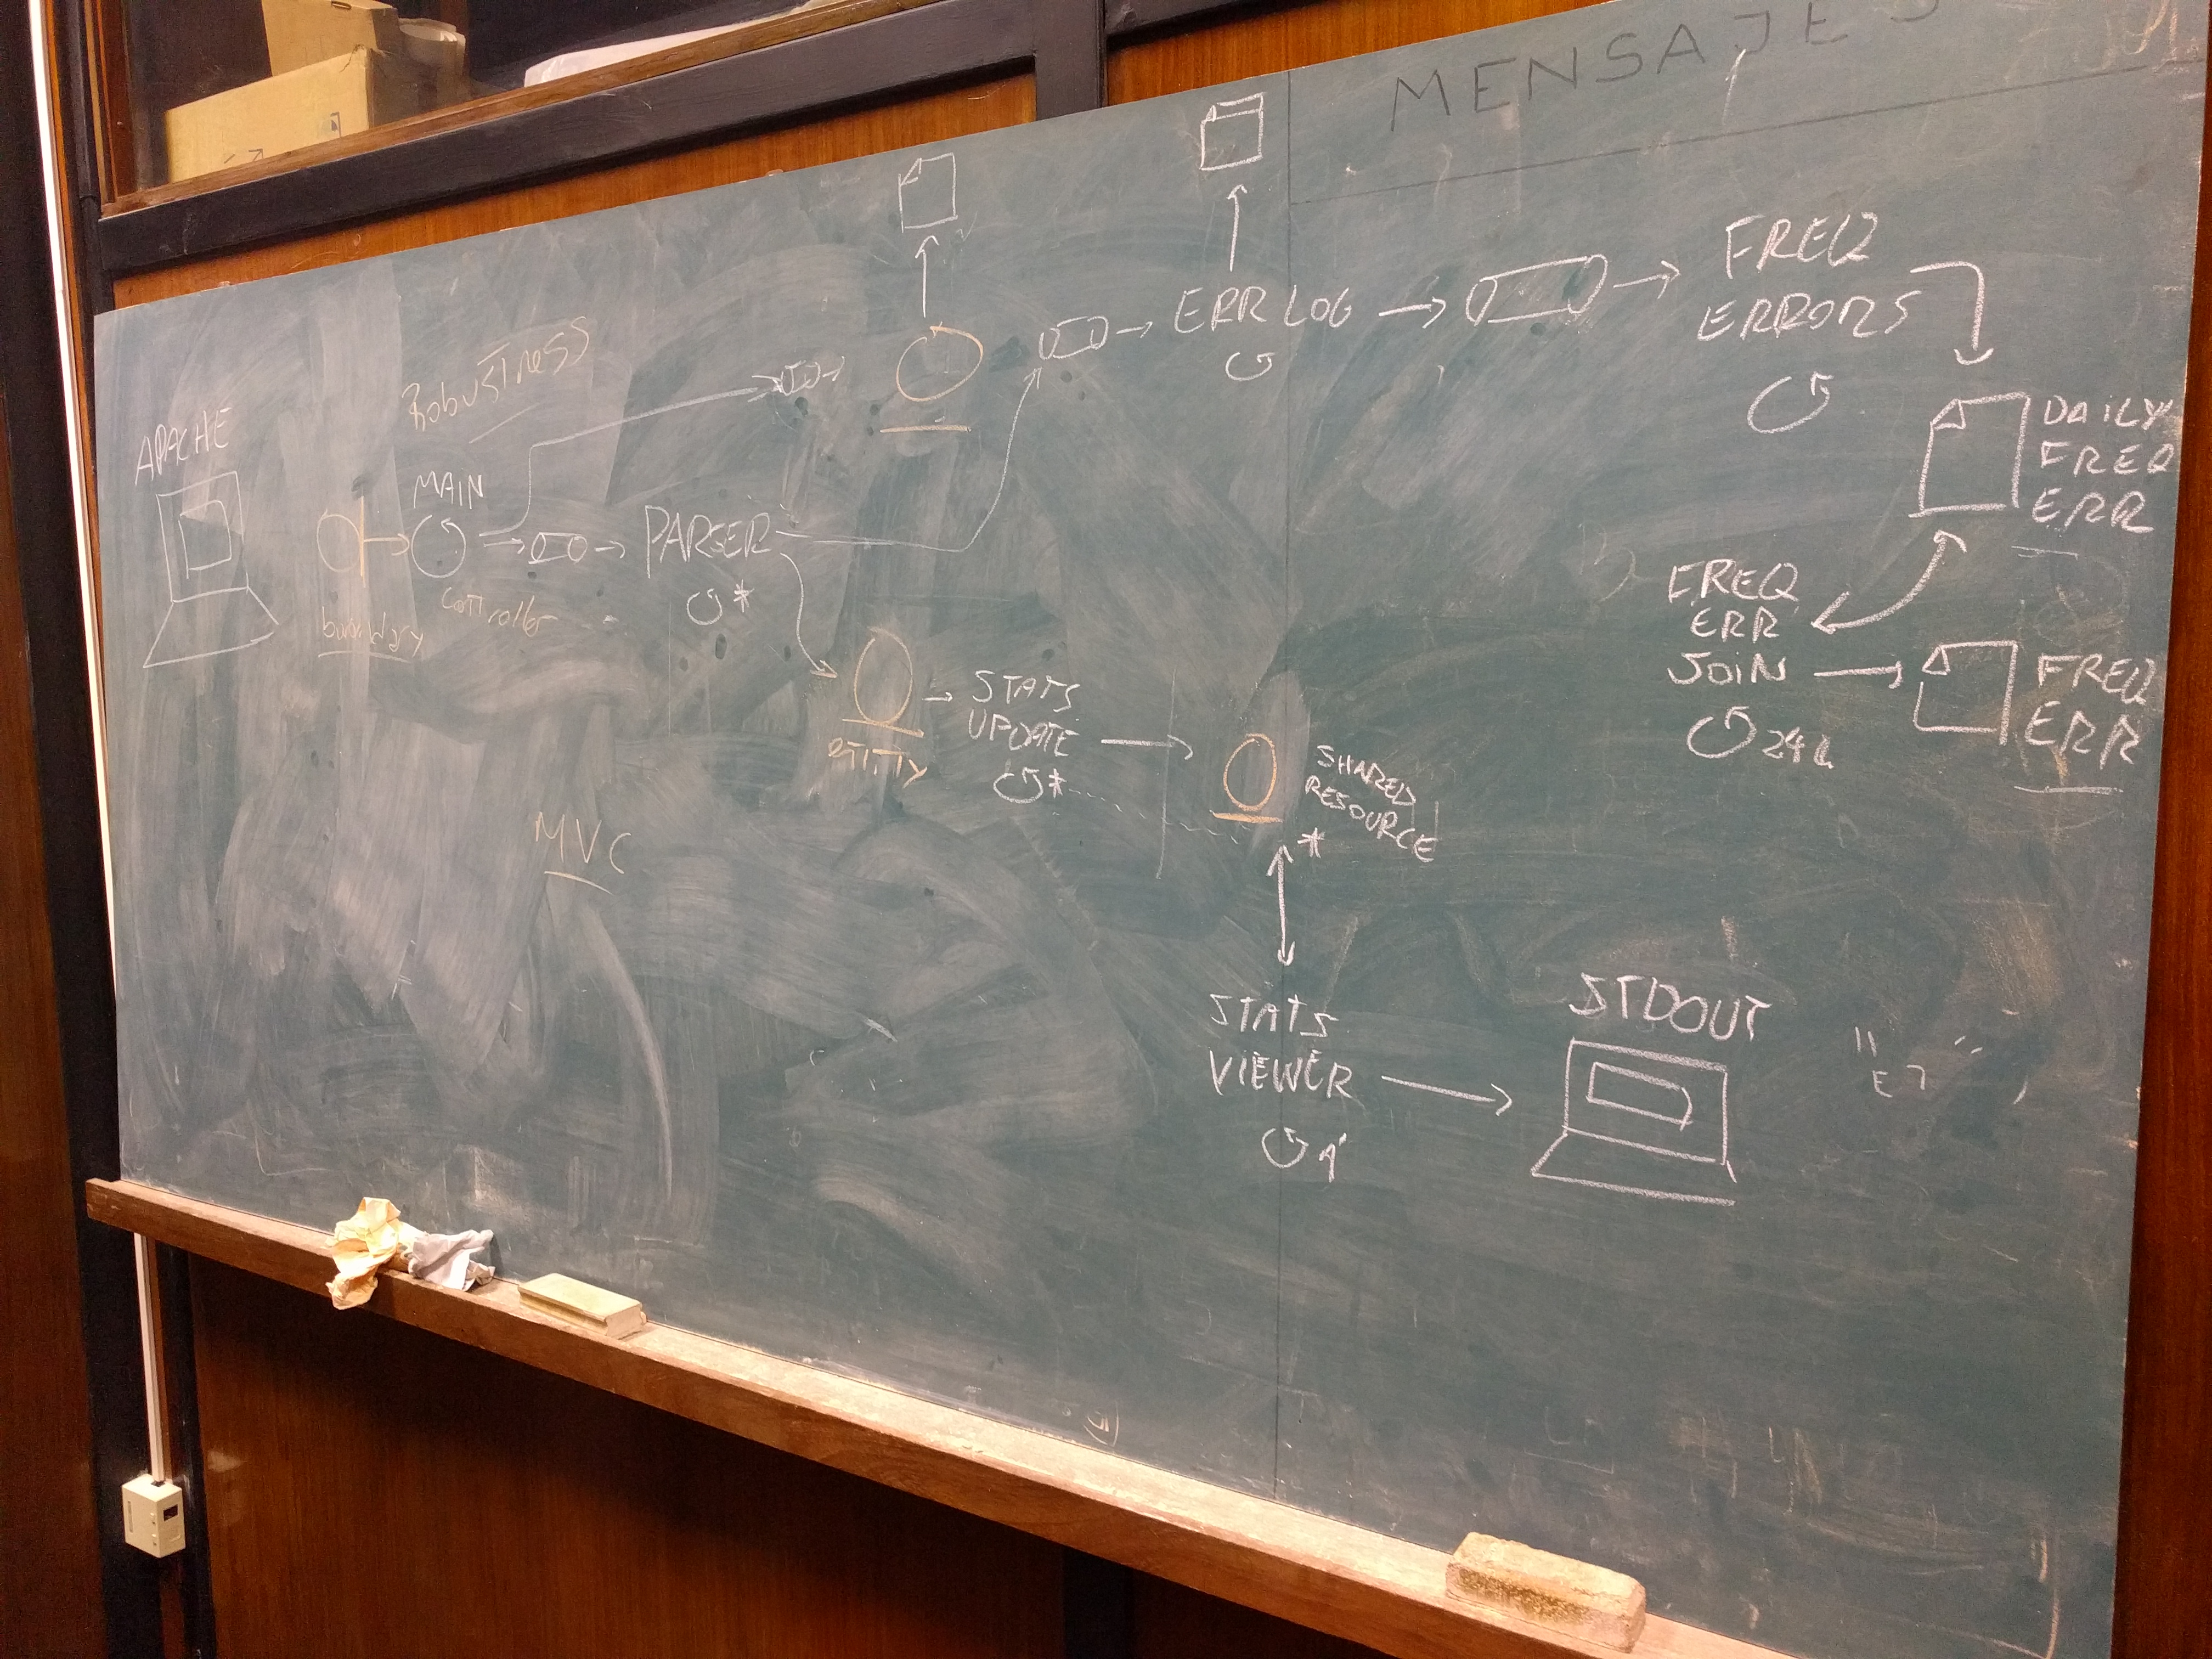 MENSAJES
Robustness
APACHE
MAIN
boundary
controller
PARSER
*
ERR LOG
FREQ
ERRORS
DAILY
FREQ
ERR
FREQ
ERR
JOIN
24h
FREQ
ERR
ENTITY
STATS
UPDATE
*
SHARED
RESOURCE
*
MVC
STATS
VIEWER
1'
STDOUT